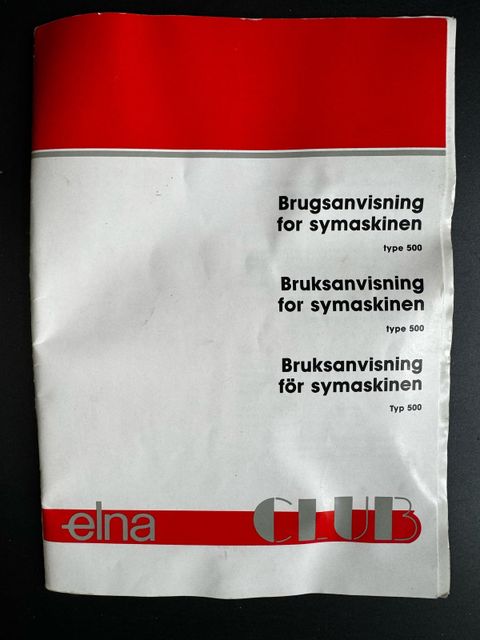 Brugsanvisning
for symaskinen
type 500
Bruksanvisning
for symaskinen
type 500
Bruksanvisning
för symaskinen
Typ 500
elna
CLUB